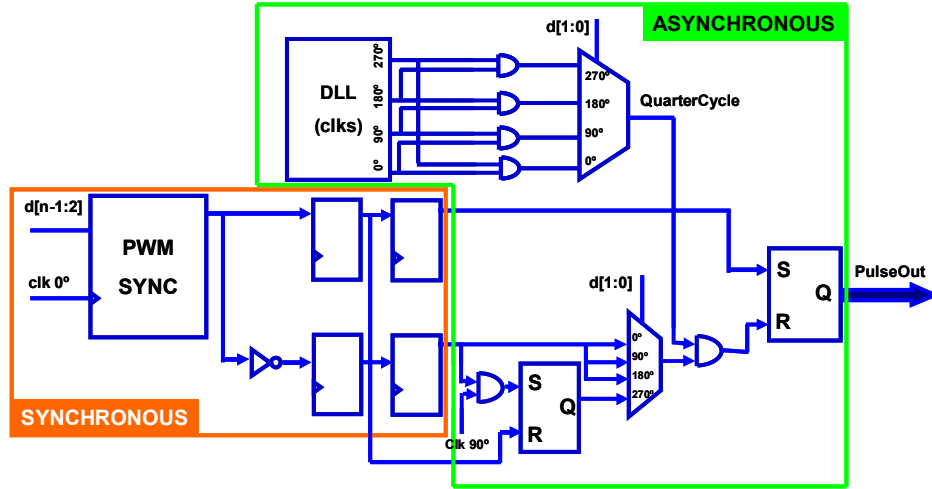 ASYNCHRONOUS
d[1:0]
DLL
(clks)
270º
180º
90º
0º
270º
180º
90º
0º
QuarterCycle
d[n-1:2]
clk 0º
PWM
SYNC
SYNCHRONOUS
d[1:0]
0º
90º
180º
270º
Clk 90º
S
Q
R
S
Q
R
PulseOut